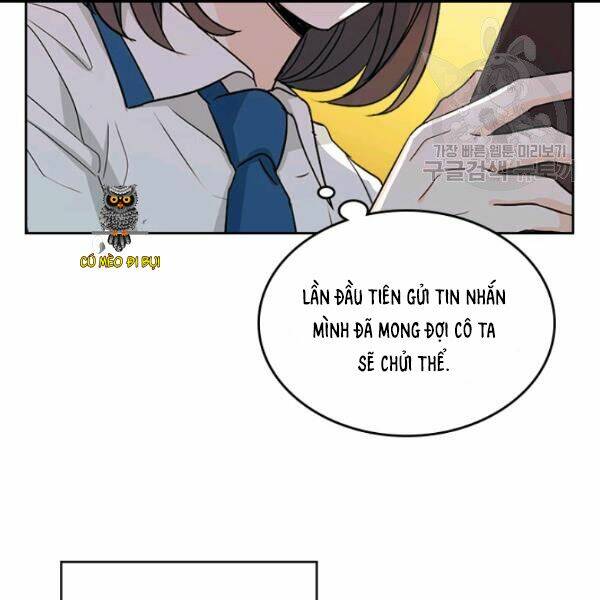 가장 빠른 웹툰 미리보기
구글검색
CÚ MÈO ĐI BỤI
LẦN ĐẦU TIÊN GỬI TIN NHẮN
MÌNH ĐÃ MONG ĐỢI CÔ TA
SẼ CHỬI THỀ.